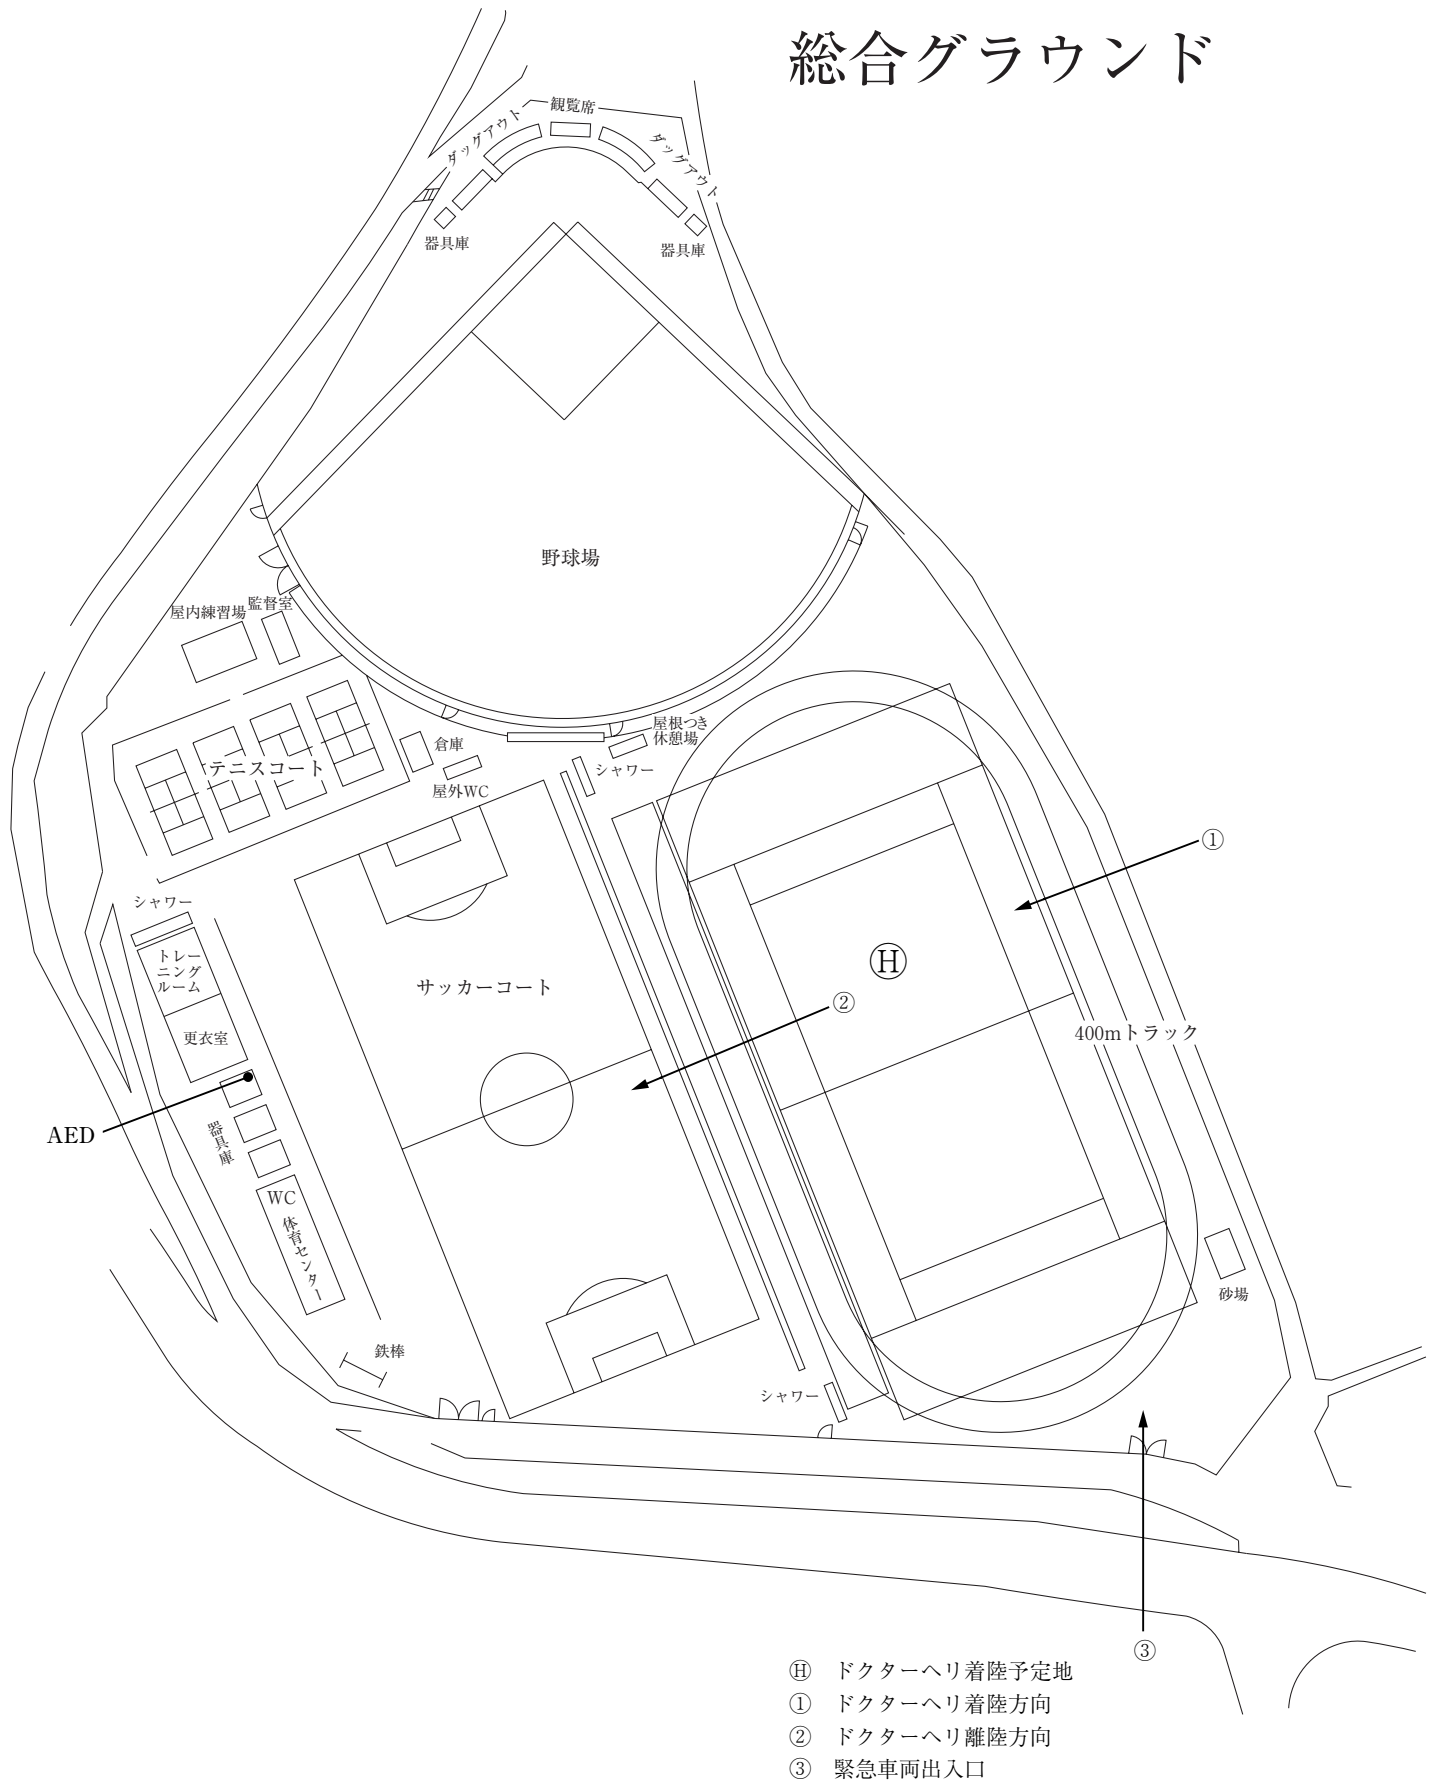 総合グラウンド
観覧席
ダッグアウト
ダッグアウト
器具庫
器具庫
野球場
屋内練習場
監督室
屋根つき
休憩場
倉庫
シャワー
テニスコート
屋外WC
①
シャワー
トレー
ニング
ルーム
Ⓗ
サッカーコート
②
更衣室
400mトラック
AED
器具庫
WC
体育センター
砂場
鉄棒
シャワー
③
Ⓗ ドクターヘリ着陸予定地
① ドクターヘリ着陸方向
② ドクターヘリ離陸方向
③ 緊急車両出入口